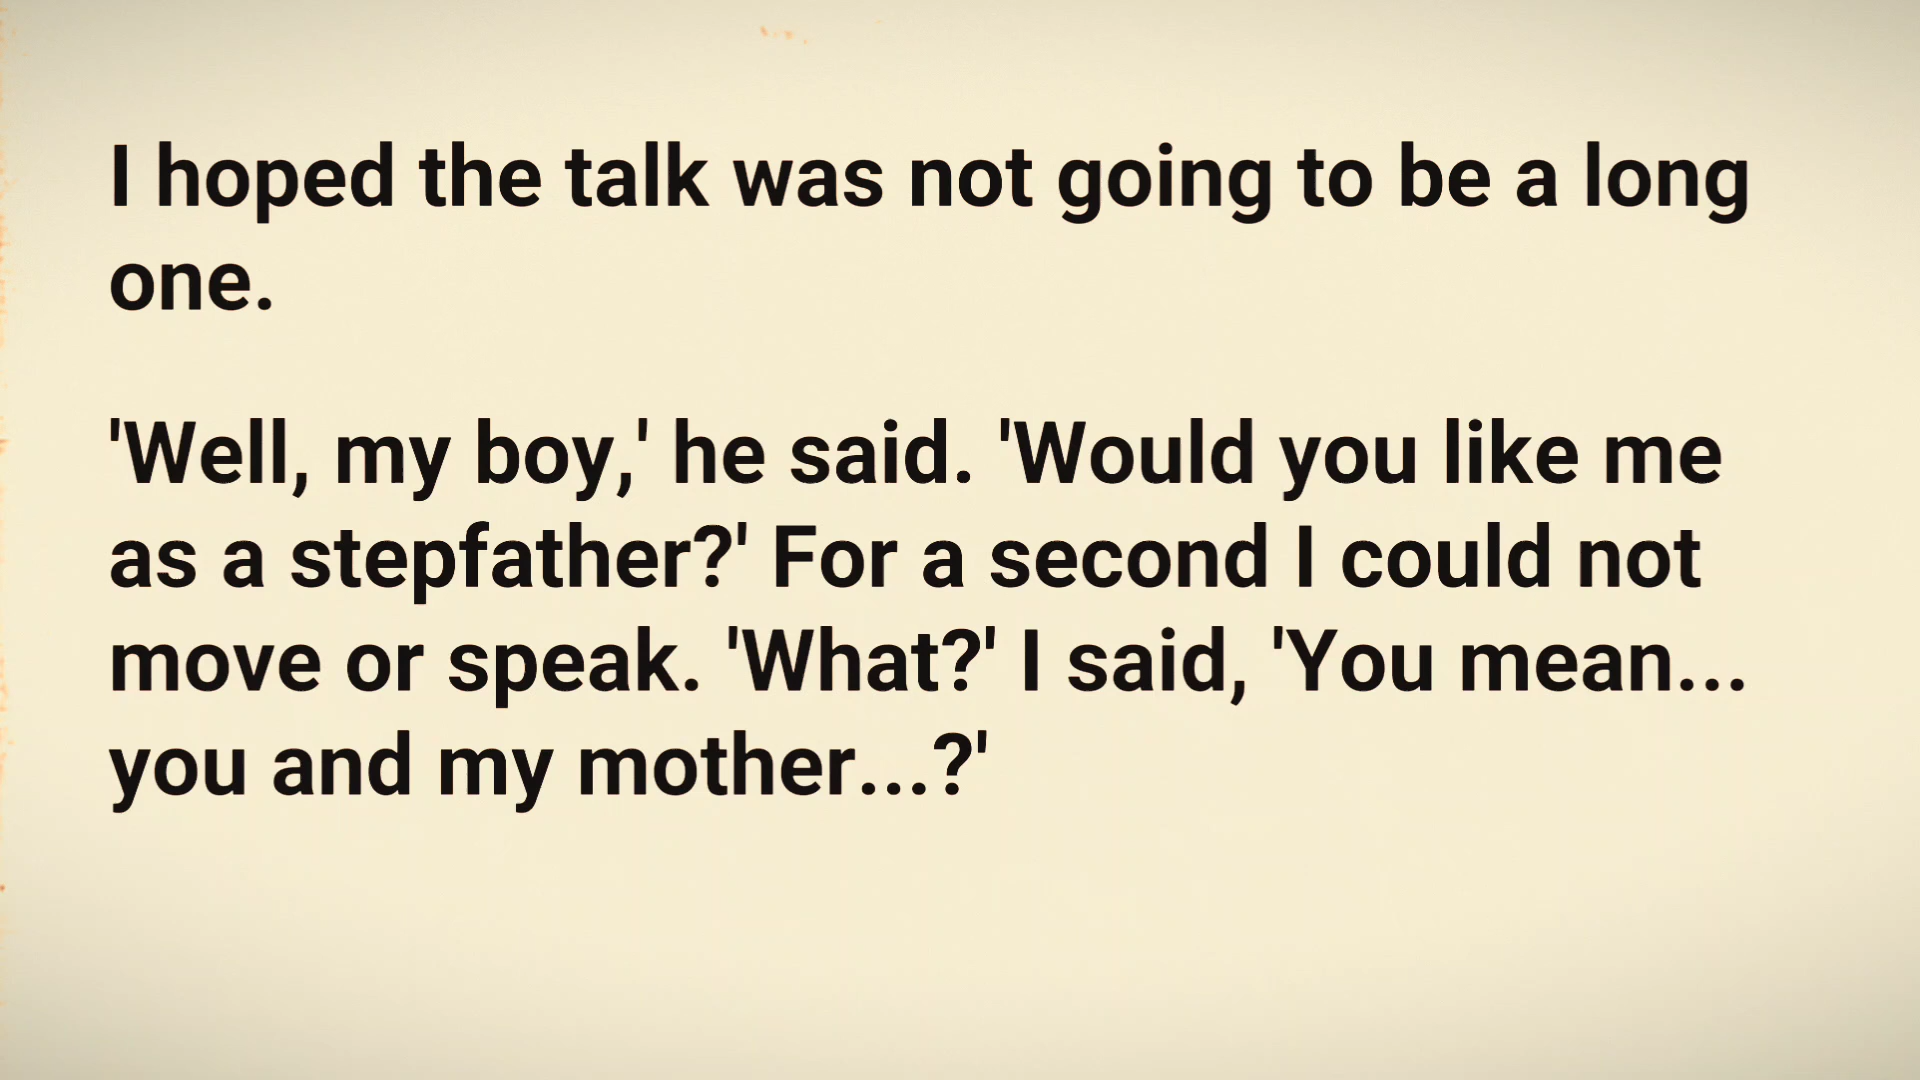 I hoped the talk was not going to be a long
one.
'Well, my boy,' he said. 'Would you like me
as a stepfather?' For a second I could not
move or speak. 'What?' I said, 'You mean...
you and my mother...?'